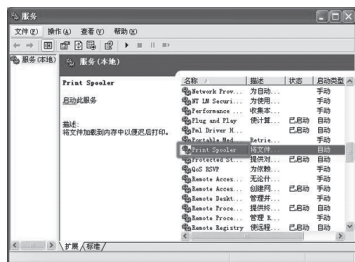 服务
文件(F) 操作(A) 查看(V) 帮助(H)
服务(本地)
服务(本地)
Print Spooler
启动此服务
描述:
将文件加载到内存中以便迟后打印。
名称 描述 状态 启动类型
Network Prov... 为自动... 手动
NT LM Securi... 为使用... 手动
Performance ... 收集本... 手动
Plug and Play 使计算... 已启动 自动
Pml Driver H... 已启动 自动
Portable Med... Retrie... 手动
Print Spooler 将文件... 自动
Protected St... 提供对... 已启动 自动
QoS RSVP 为依赖... 手动
Remote Acces... 无论什... 手动
Remote Acces... 创建网... 已启动 手动
Remote Deskt... 管理并... 手动
Remote Proce... 提供终... 已启动 自动
Remote Proce... 管理 R... 手动
Remote Registry 使远程... 已启动 自动
扩展 标准